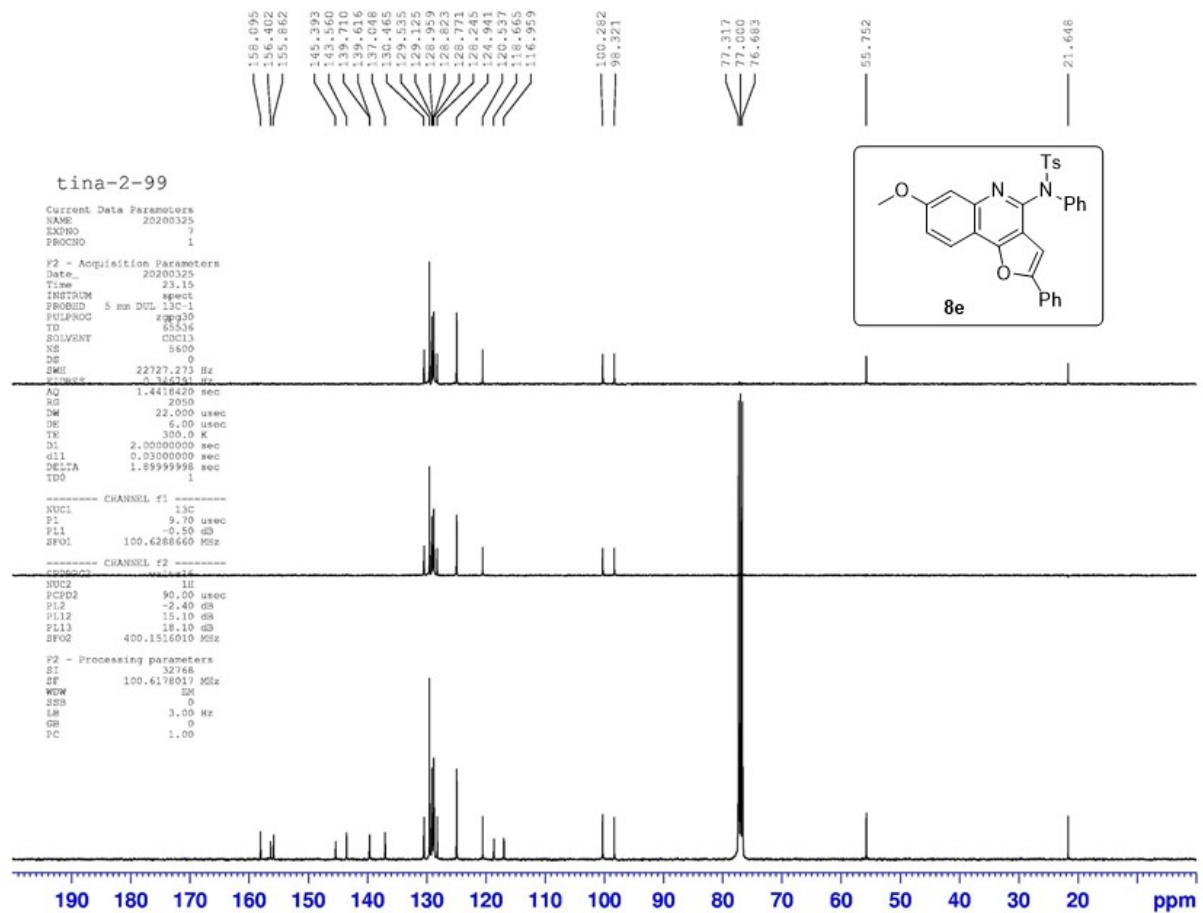 158.095
156.402
155.862
145.393
143.560
139.710
139.616
137.048
130.465
129.535
129.125
128.959
128.823
128.771
128.245
124.941
120.537
118.665
116.959
100.282
98.321
77.317
77.000
76.683
55.752
21.648
tina-2-99
Current Data Parameters
NAME 20200325
EXPNO 7
PROCNO 1
F2 - Acquisition Parameters
Date_ 20200325
Time 23.15
INSTRUM spect
PROBHD 5 mm DUL 13C-1
PULPROG zgpg30
TD 65536
SOLVENT CDCl3
NS 5600
DS 0
SWH 22727.273 Hz
FIDRES 0.346791 Hz
AQ 1.4418420 sec
RG 2050
DW 22.000 usec
DE 6.00 usec
TE 300.0 K
D1 2.00000000 sec
d11 0.03000000 sec
DELTA 1.89999998 sec
TD0 1
======== CHANNEL f1 ========
NUC1 13C
P1 9.70 usec
PL1 -0.50 dB
SFO1 100.6288660 MHz
======== CHANNEL f2 ========
NUC2 1H
PCPD2 90.00 usec
PL2 -2.40 dB
PL12 15.10 dB
PL13 18.10 dB
SFO2 400.1516010 MHz
F2 - Processing parameters
SI 32768
SF 100.6178017 MHz
WDW EM
SSB 0
LB 3.00 Hz
GB 0
PC 1.00
Ts
O N N Ph
O
Ph
8e
190 180 170 160 150 140 130 120 110 100 90 80 70 60 50 40 30 20 ppm